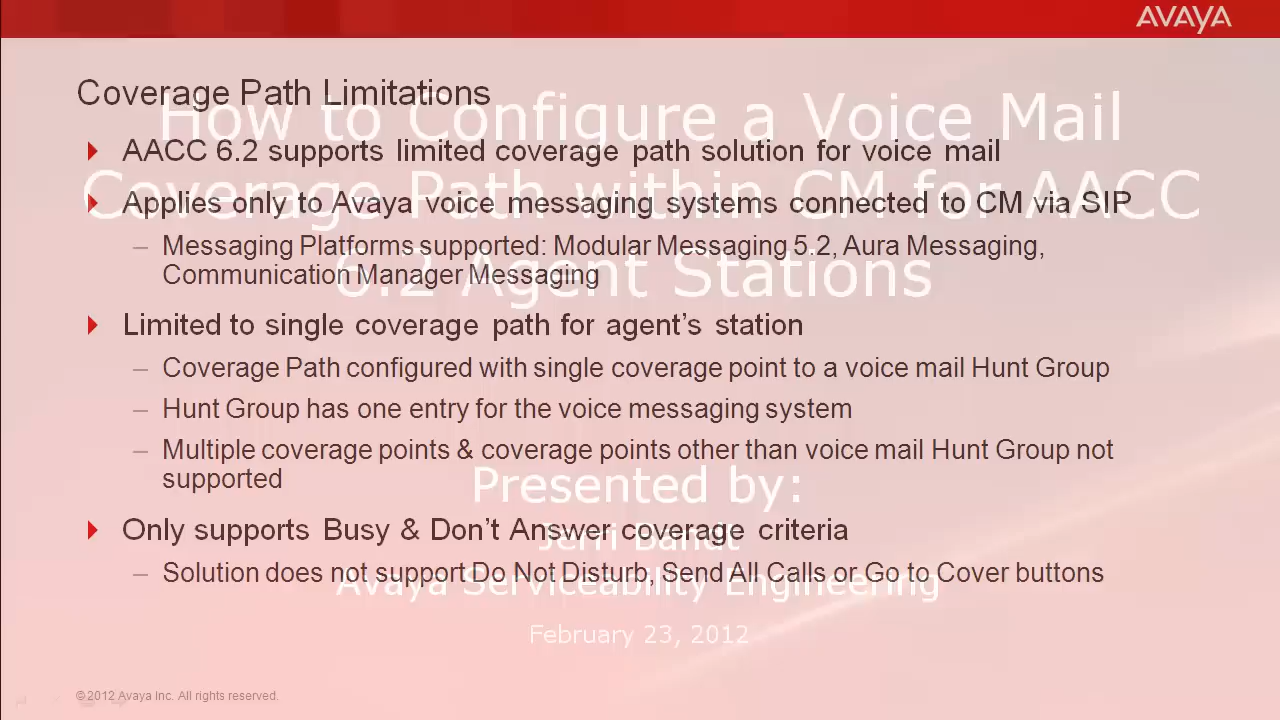 AVAYA
Coverage Path Limitations
AACC 6.2 supports limited coverage path solution for voice mail
Applies only to Avaya voice messaging systems connected to CM via SIP
– Messaging Platforms supported: Modular Messaging 5.2, Aura Messaging,
Communication Manager Messaging
Limited to single coverage path for agent's station
– Coverage Path configured with single coverage point to a voice mail Hunt Group
– Hunt Group has one entry for the voice messaging system
– Multiple coverage points & coverage points other than voice mail Hunt Group not
supported
Only supports Busy & Don't Answer coverage criteria
– Solution does not support Do Not Disturb, Send All Calls or Go to Cover buttons
How to Configure a Voice Mail
Coverage Path within CM for AACC
6.2 Agent Stations
Presented by:
Jerri Bandt
Avaya Serviceability Engineering
February 23, 2012
©2012 Avaya Inc. All rights reserved.